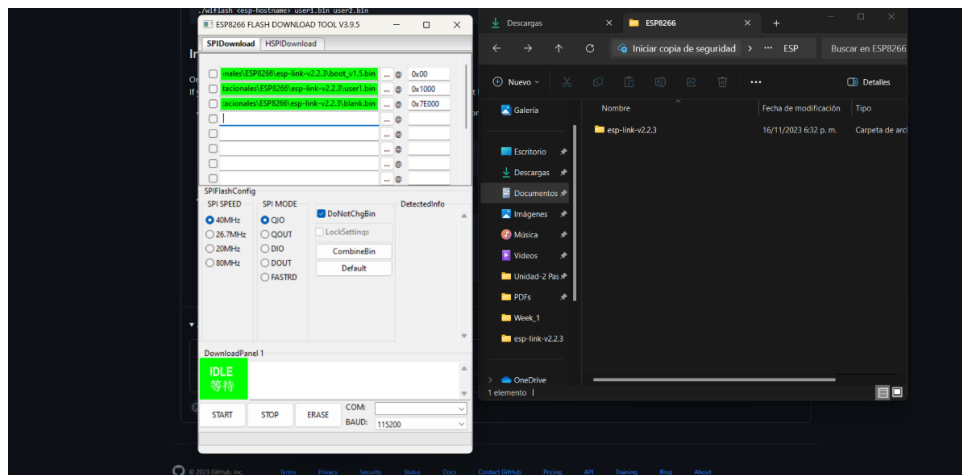 ./wiflash <esp-hostname> user1.bin user2.bin
ESP8266 FLASH DOWNLOAD TOOL V3.9.5
SPIDownload HSPIDownload
inales\ESP8266\esp-link-v2.2.3\boot_v1.5.bin ... @ 0x00
tacionales\ESP8266\esp-link-v2.2.3\user1.bin ... @ 0x1000
tacionales\ESP8266\esp-link-v2.2.3\blank.bin ... @ 0x7E000
... @
... @
... @
... @
SPIFlashConfig
SPI SPEED SPI MODE DetectedInfo
40MHz QIO DoNotChgBin
26.7MHz QOUT LockSettings
20MHz DIO CombineBin
80MHz DOUT Default
FASTRD
DownloadPanel 1
IDLE
等待
START STOP ERASE COM:
BAUD: 115200
Descargas ESP8266
Iniciar copia de seguridad ESP Buscar en ESP8266
Nuevo Detalles
Galería
Escritorio
Descargas
Documentos
Imágenes
Música
Videos
Unidad-2 Pas
PDFs
Week_1
esp-link-v2.2.3
OneDrive
Nombre Fecha de modificación Tipo
esp-link-v2.2.3 16/11/2023 6:32 p. m. Carpeta de arc
1 elemento
© 2023 GitHub, Inc. Terms Privacy Security Status Docs Contact GitHub Pricing API Training Blog About